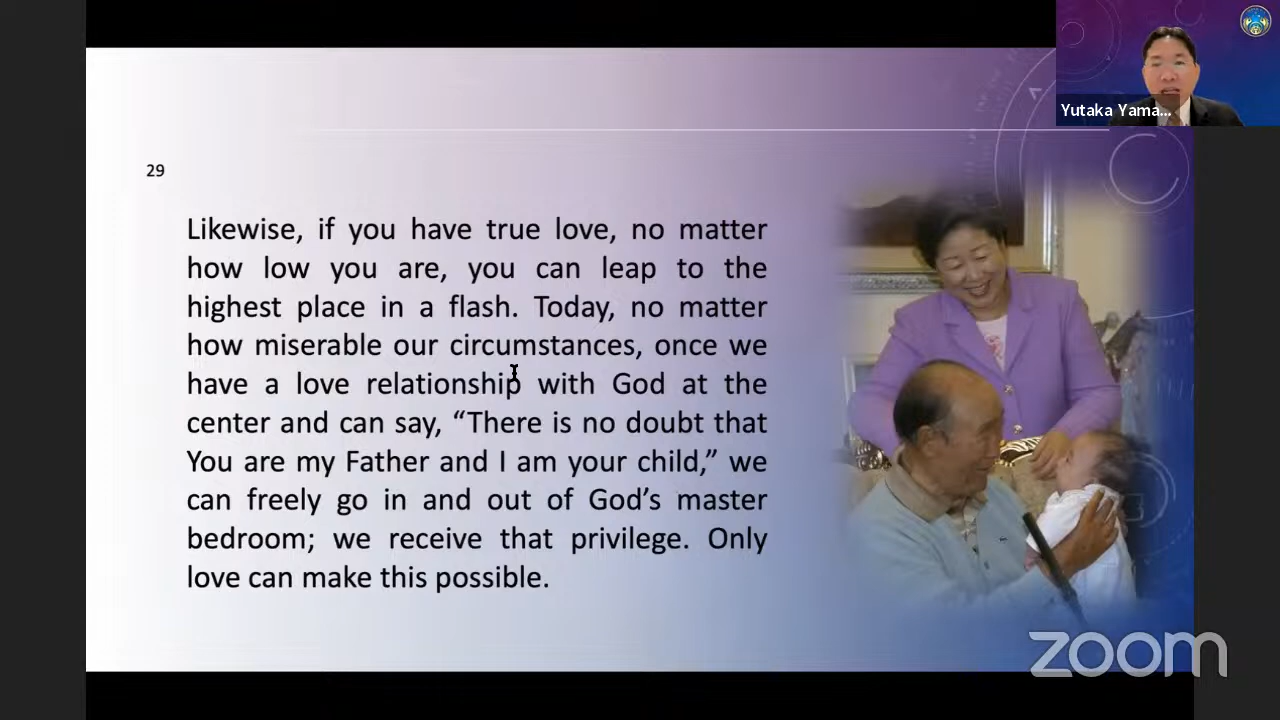 Yutaka Yama...
29
Likewise, if you have true love, no matter
how low you are, you can leap to the
highest place in a flash. Today, no matter
how miserable our circumstances, once we
have a love relationship with God at the
center and can say, “There is no doubt that
You are my Father and I am your child,” we
can freely go in and out of God’s master
bedroom; we receive that privilege. Only
love can make this possible.
zoom